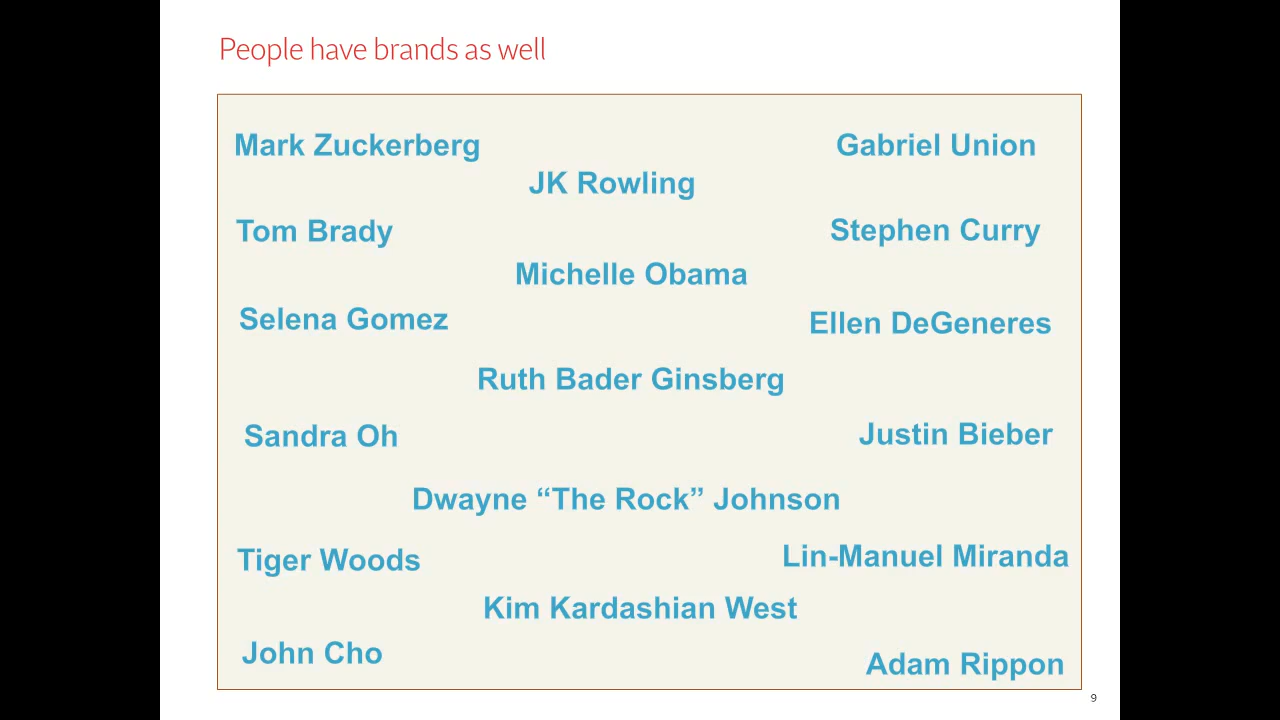 People have brands as well
Mark Zuckerberg
Gabriel Union
JK Rowling
Tom Brady
Stephen Curry
Michelle Obama
Selena Gomez
Ellen DeGeneres
Ruth Bader Ginsberg
Sandra Oh
Justin Bieber
Dwayne “The Rock” Johnson
Tiger Woods
Lin-Manuel Miranda
Kim Kardashian West
John Cho
Adam Rippon
9